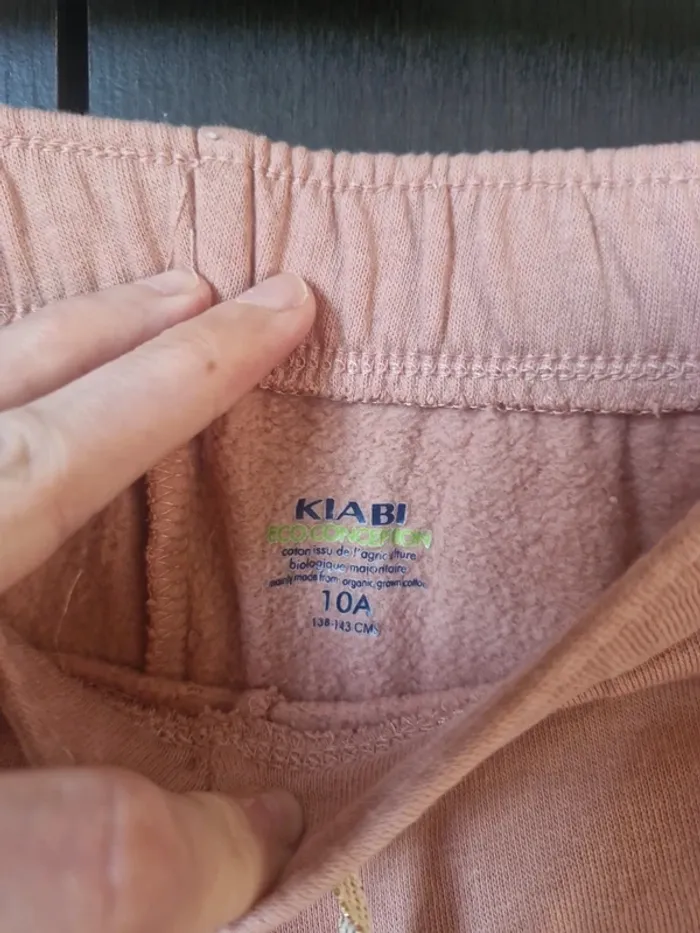 KIABI
ECO CONCEPTION
coton issu de l'agriculture
biologique majoritaire
mainly made from organic grown cotton
10A
138-143 CMS